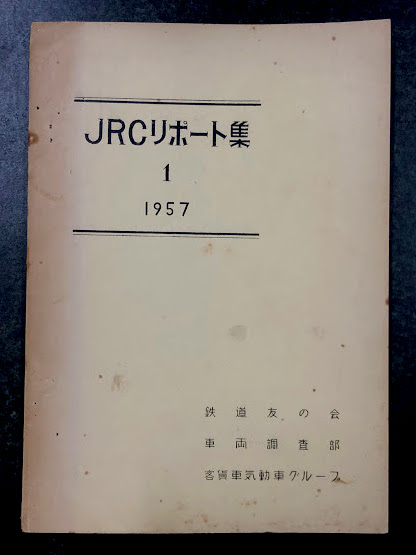 JRCリポート集
1
1957
鉄道友の会
車両調査部
客貨車気動車グループ